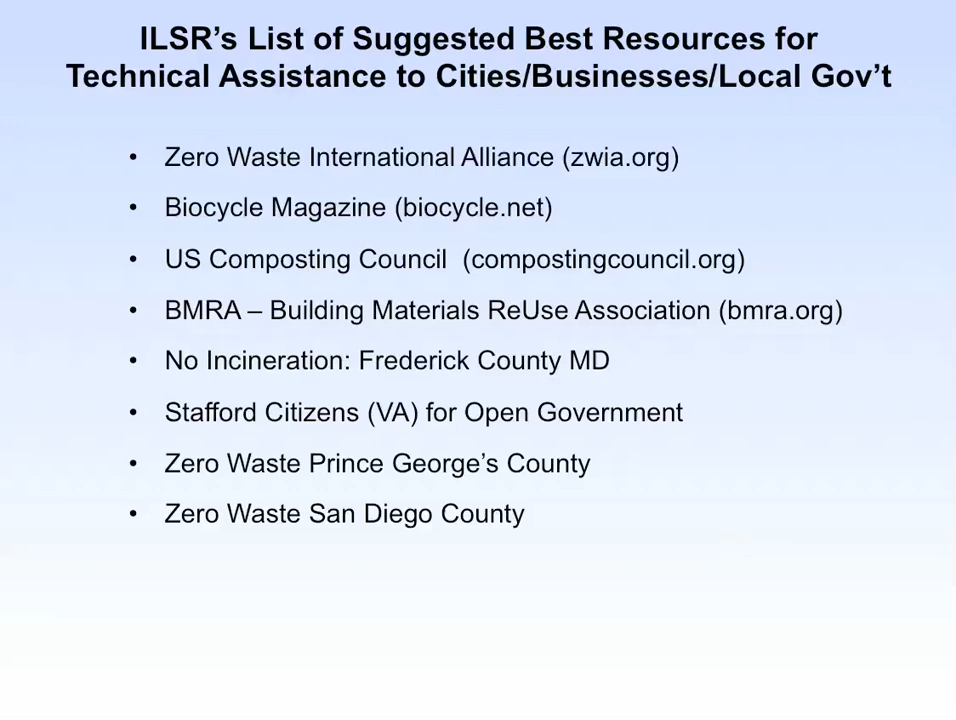 ILSR’s List of Suggested Best Resources for
Technical Assistance to Cities/Businesses/Local Gov’t
• Zero Waste International Alliance (zwia.org)
• Biocycle Magazine (biocycle.net)
• US Composting Council  (compostingcouncil.org)
• BMRA – Building Materials ReUse Association (bmra.org)
• No Incineration: Frederick County MD
• Stafford Citizens (VA) for Open Government
• Zero Waste Prince George’s County
• Zero Waste San Diego County